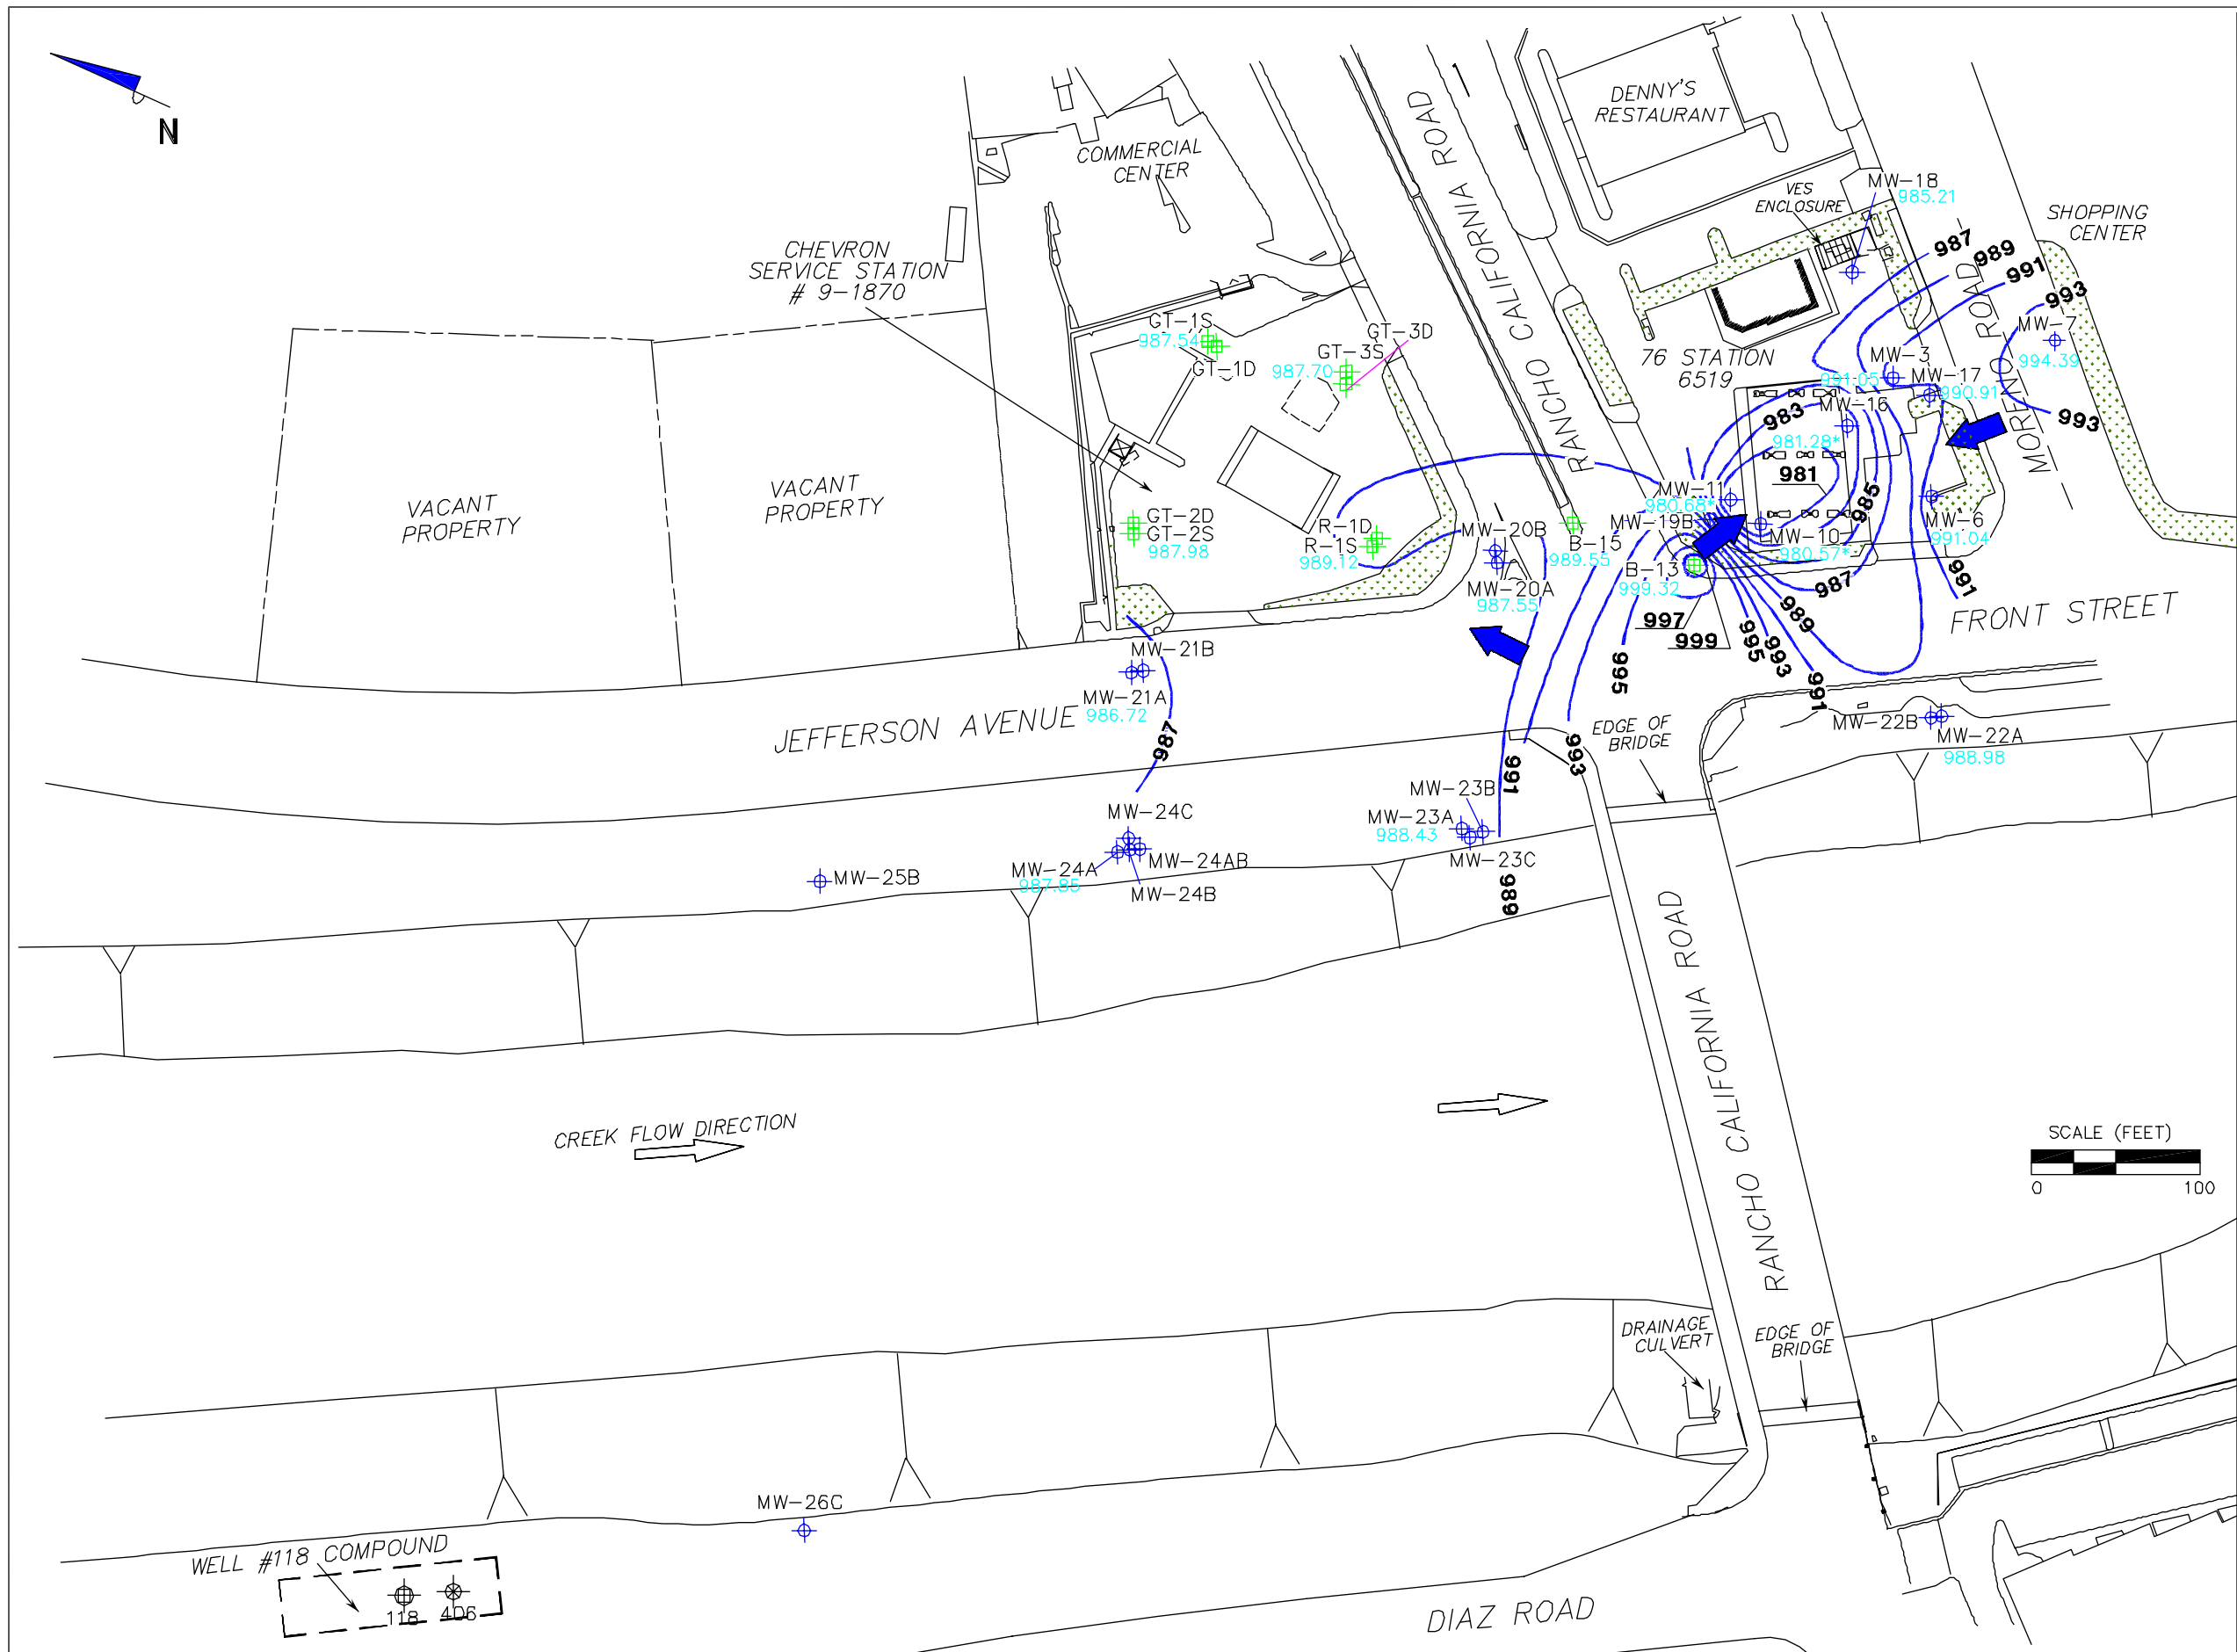 N
COMMERCIAL
CENTER
RANCHO CALIFORNIA ROAD
DENNY'S
RESTAURANT
VES
ENCLOSURE
MW-18
985.21
SHOPPING
CENTER
CHEVRON
SERVICE STATION
# 9-1870
987
989
991
993
MORENO ROAD
MW-7
994.39
993
GT-1S
987.54
GT-1D
GT-3D
GT-3S
987.70
RANCHO CALIFORNIA ROAD
76 STATION
6519
MW-3
991.05
MW-17
990.91
MW-16
981.28*
983
981
985
MORENO ROAD
VACANT
PROPERTY
VACANT
PROPERTY
GT-2D
GT-2S
987.98
R-1D
R-1S
989.12
MW-20B
MW-20A
987.55
B-15
989.55
MW-11
980.68*
MW-19B
MW-10
980.57*
MW-6
991.04
B-13
999.32
987
989
991
997
999
995
993
991
995
993
FRONT STREET
MW-21B
MW-21A
986.72
987
JEFFERSON AVENUE
EDGE OF
BRIDGE
MW-22B
MW-22A
988.98
991
989
MW-23B
MW-23A
988.43
MW-23C
MW-24C
MW-24A
987.85
MW-24AB
MW-24B
MW-25B
RANCHO CALIFORNIA ROAD
CREEK FLOW DIRECTION
SCALE (FEET)
0 100
DRAINAGE
CULVERT
EDGE OF
BRIDGE
MW-26C
WELL #118 COMPOUND
118 406
DIAZ ROAD